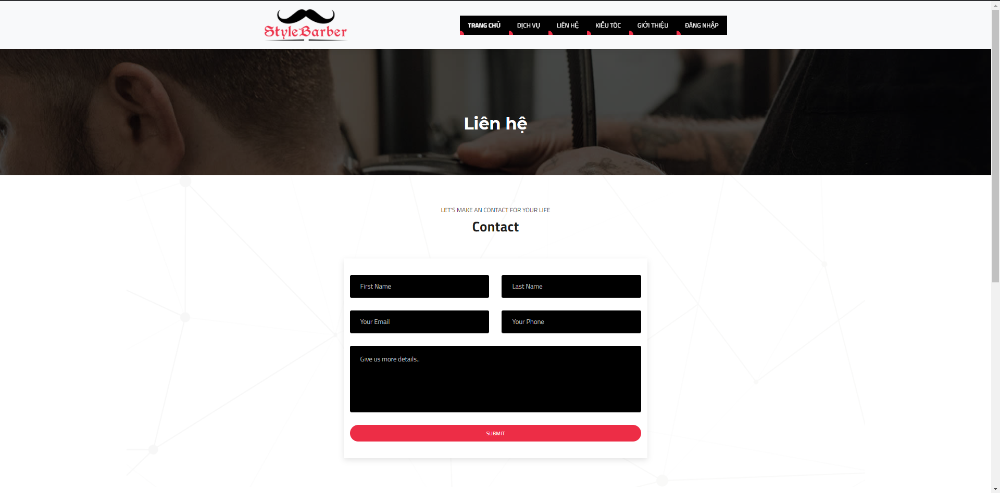 StyleBarber
TRANG CHỦ DỊCH VỤ LIÊN HỆ KIỂU TÓC GIỚI THIỆU ĐĂNG NHẬP
Liên hệ
LET'S MAKE AN CONTACT FOR YOUR LIFE
Contact
First Name Last Name
Your Email Your Phone
Give us more details..
SUBMIT